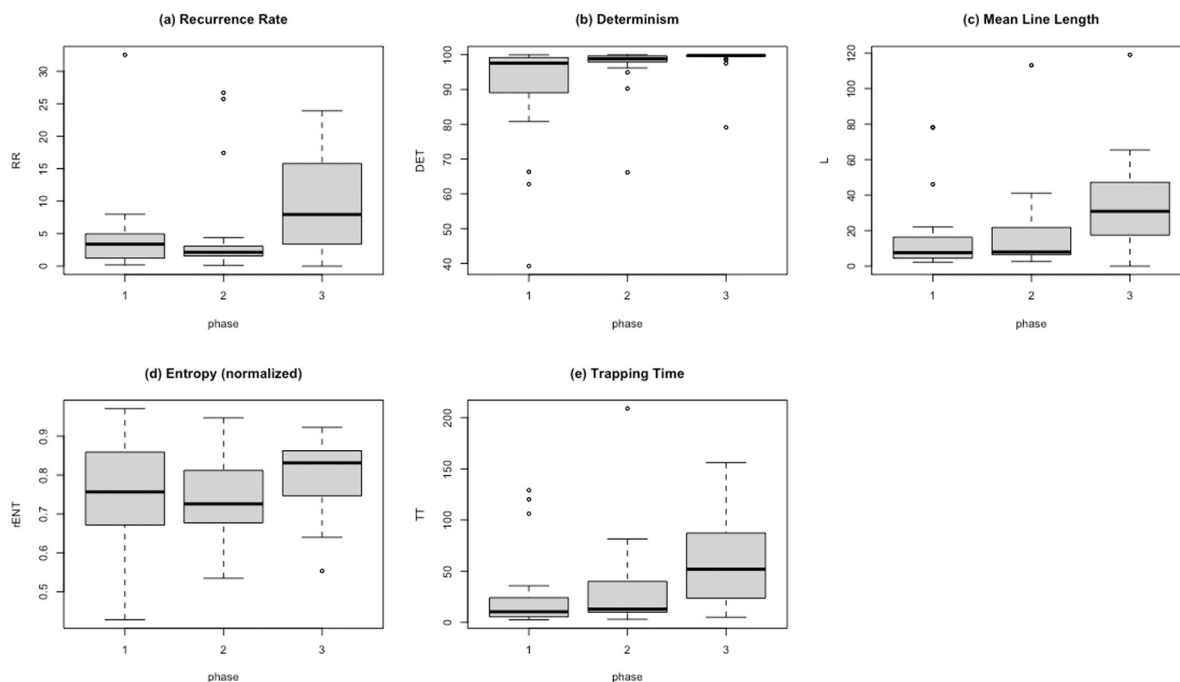 (a) Recurrence Rate
RR
0 5 10 15 20 25 30
1 2 3
phase
(b) Determinism
DET
40 50 60 70 80 90 100
1 2 3
phase
(c) Mean Line Length
L
0 20 40 60 80 100 120
1 2 3
phase
(d) Entropy (normalized)
rENT
0.5 0.6 0.7 0.8 0.9
1 2 3
phase
(e) Trapping Time
TT
0 50 100 150 200
1 2 3
phase